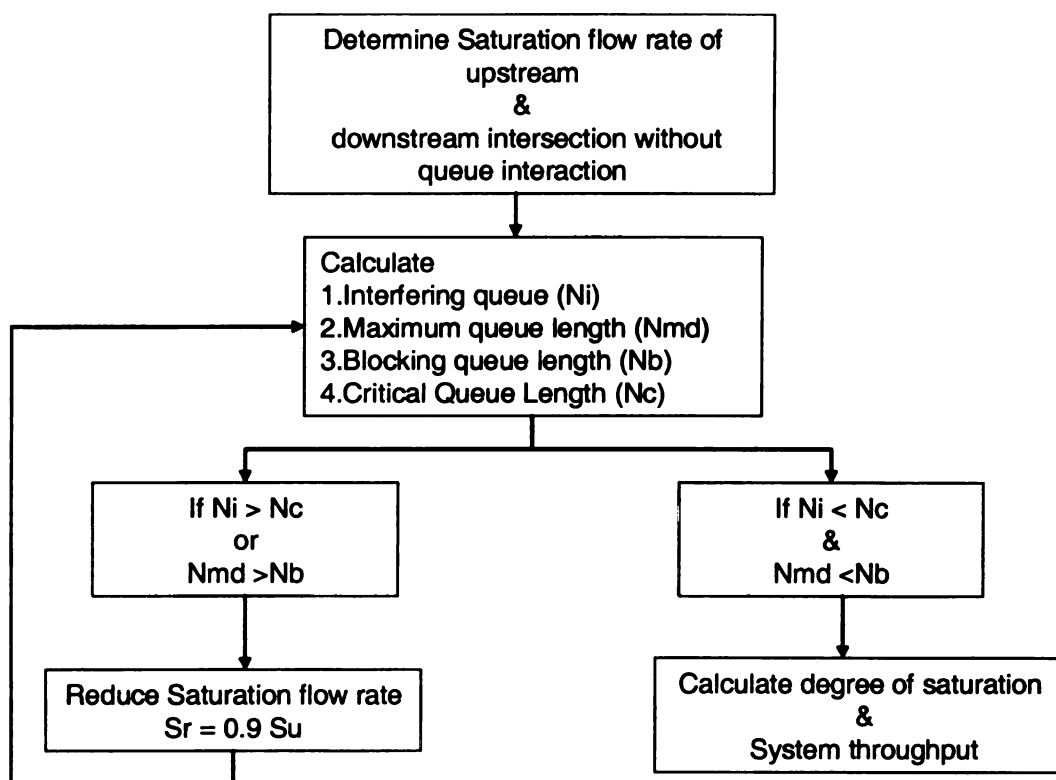 Determine Saturation flow rate of
upstream
&
downstream intersection without
queue interaction
Calculate
1.Interfering queue (Ni)
2.Maximum queue length (Nmd)
3.Blocking queue length (Nb)
4.Critical Queue Length (Nc)
If Ni > Nc
or
Nmd >Nb
If Ni < Nc
&
Nmd <Nb
Reduce Saturation flow rate
Sr = 0.9 Su
Calculate degree of saturation
&
System throughput